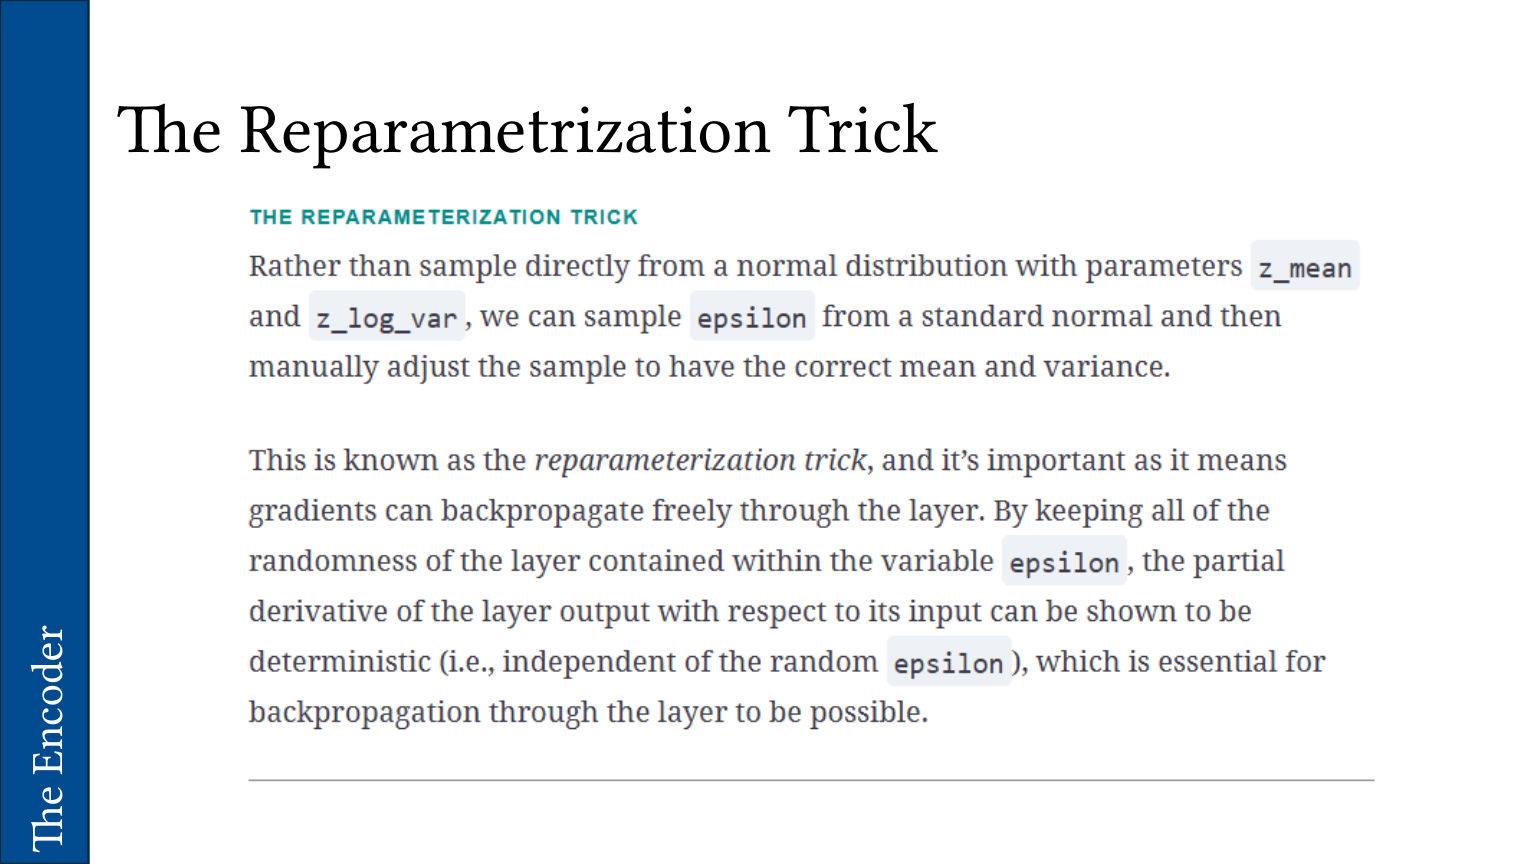 The Reparametrization Trick
THE REPARAMETERIZATION TRICK
Rather than sample directly from a normal distribution with parameters z_mean
and z_log_var, we can sample epsilon from a standard normal and then
manually adjust the sample to have the correct mean and variance.
This is known as the reparameterization trick, and it’s important as it means
gradients can backpropagate freely through the layer. By keeping all of the
randomness of the layer contained within the variable epsilon, the partial
derivative of the layer output with respect to its input can be shown to be
deterministic (i.e., independent of the random epsilon), which is essential for
backpropagation through the layer to be possible.
The Encoder